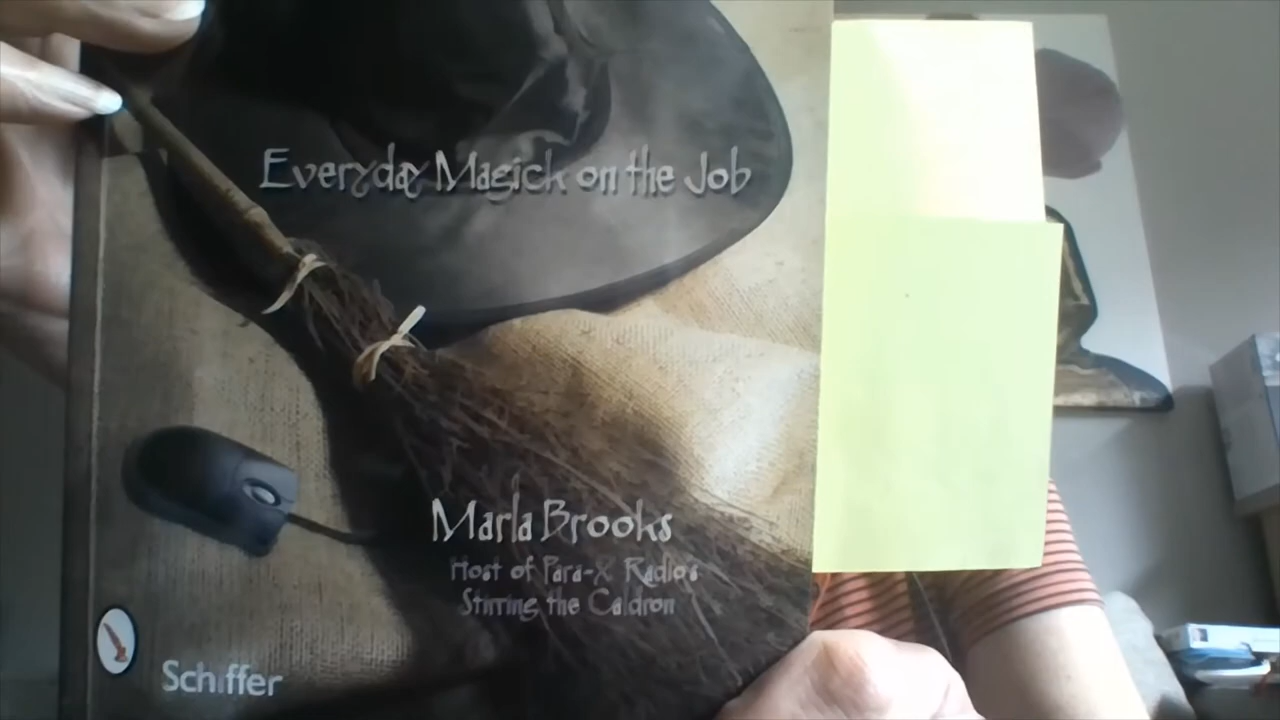 Everyday Magick on the Job
Marla Brooks
Host of Para-X Radio's
Stirring the Caldron
Schiffer